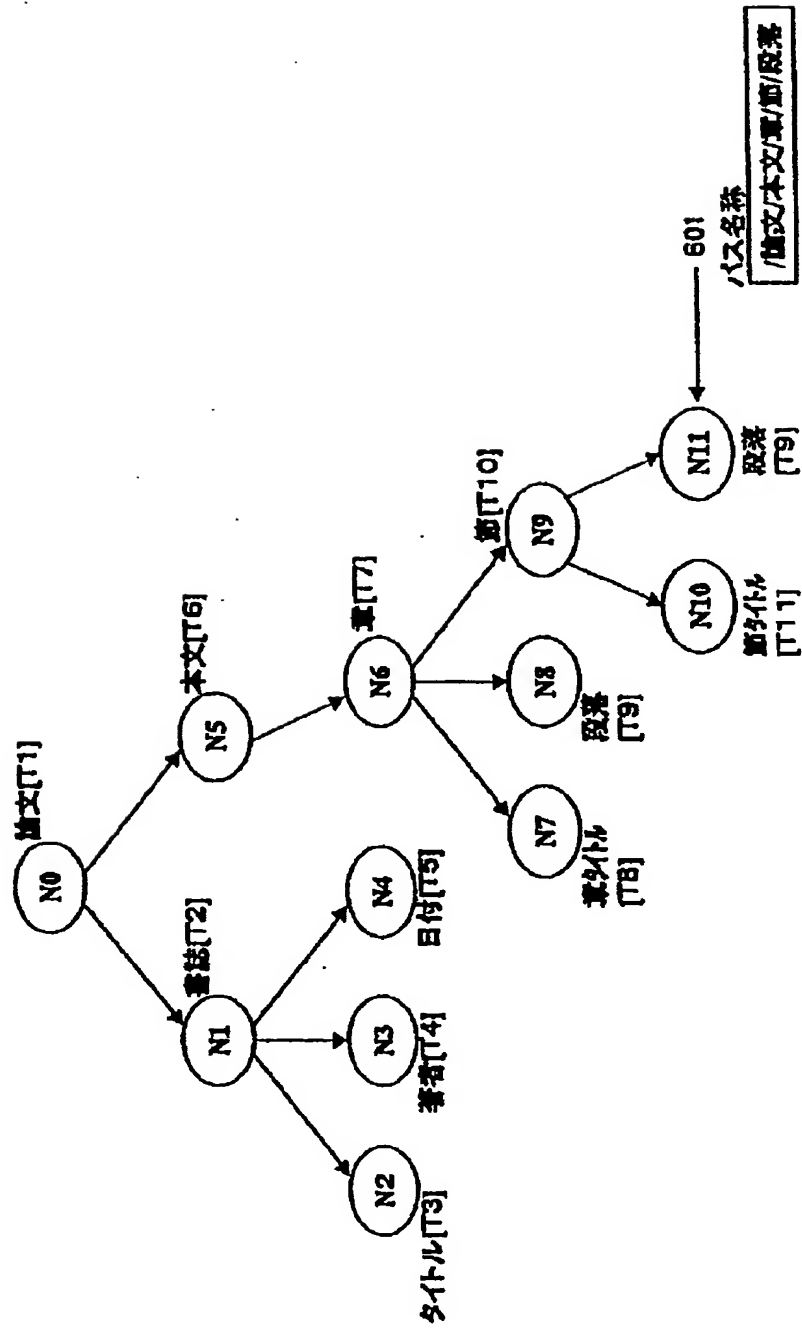 論文[T1]
N0
書誌[T2]
N1
本文[T6]
N5
タイトル[T3]
N2
著者[T4]
N3
日付[T5]
N4
章[T7]
N6
章タイトル
[T8]
N7
段落
[T9]
N8
節[T10]
N9
節タイトル
[T11]
N10
段落
[T9]
N11
601
パス名称
/論文/本文/章/節/段落